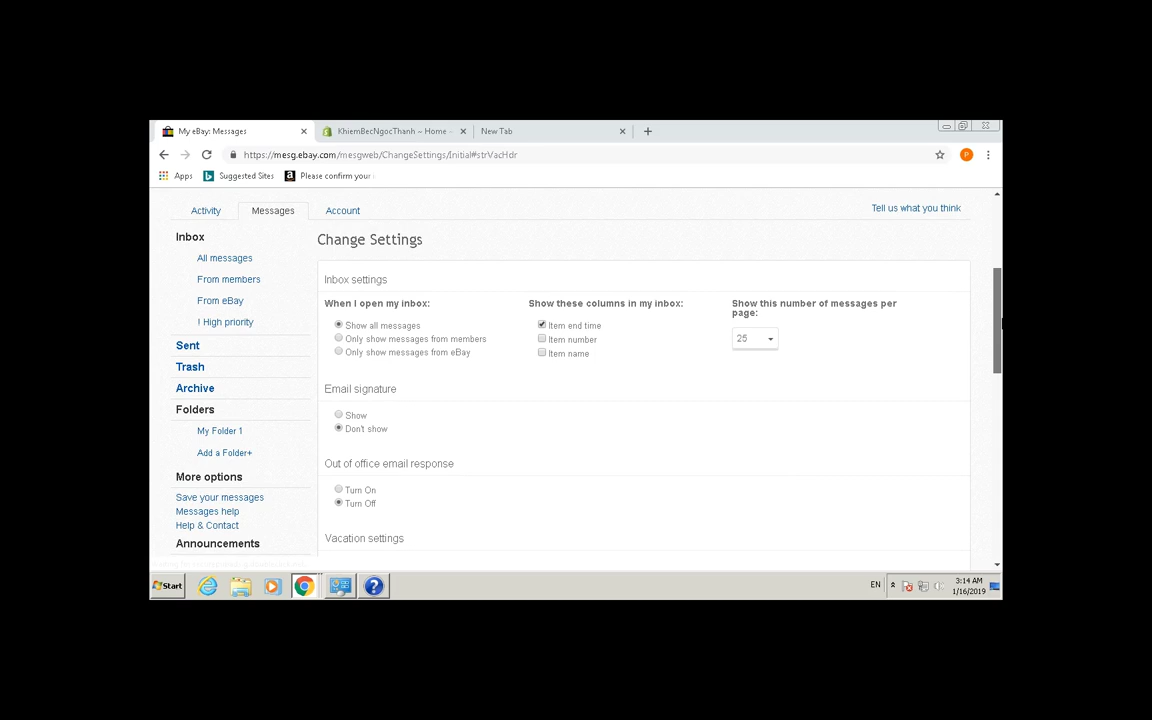 My eBay: Messages
KhiemBecNgocThanh ~ Home -
New Tab
https://mesg.ebay.com/mesgweb/ChangeSettings/Initial#strVacHdr
P
Apps
Suggested Sites
Please confirm your
Activity
Messages
Account
Tell us what you think
Inbox
All messages
From members
From eBay
! High priority
Sent
Trash
Archive
Folders
My Folder 1
Add a Folder+
More options
Save your messages
Messages help
Help & Contact
Announcements
Change Settings
Inbox settings
When I open my inbox:
Show all messages
Only show messages from members
Only show messages from eBay
Show these columns in my inbox:
Item end time
Item number
Item name
Show this number of messages per
page:
25
Email signature
Show
Don't show
Out of office email response
Turn On
Turn Off
Vacation settings
Start
EN
3:14 AM
1/16/2019